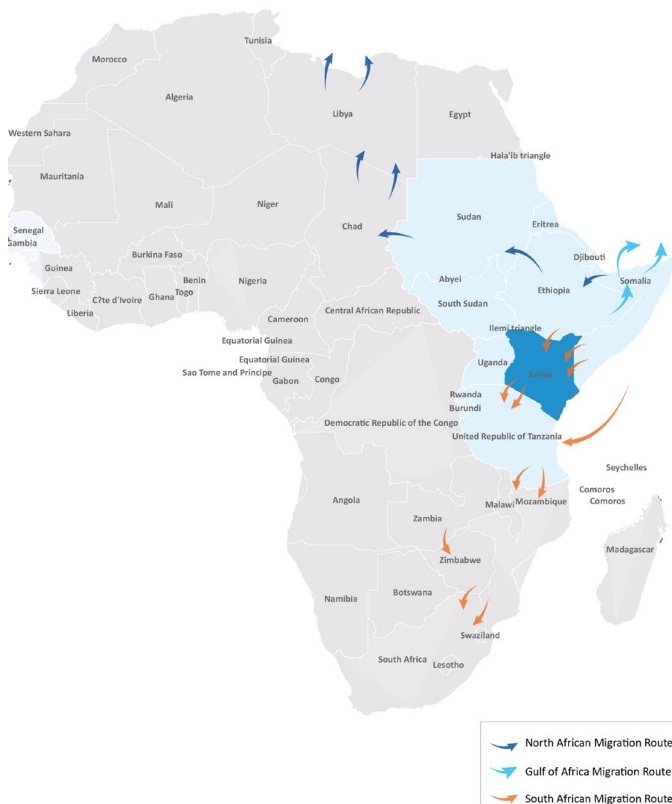 Tunisia
Morocco
Algeria
Libya
Egypt
Western Sahara
Hala'ib triangle
Mauritania
Mali
Niger
Chad
Sudan
Eritrea
Senegal
Gambia
Djibouti
Burkina Faso
Guinea
Benin
Nigeria
Abyei
Somalia
Ethiopia
Sierra Leone
C?te d'Ivoire
Ghana
Togo
South Sudan
Liberia
Central African Republic
Cameroon
Ilemi triangle
Equatorial Guinea
Equatorial Guinea
Uganda
Sao Tome and Principe
Gabon
Congo
Kenya
Rwanda
Burundi
Democratic Republic of the Congo
United Republic of Tanzania
Seychelles
Comoros
Comoros
Angola
Malawi
Mozambique
Zambia
Madagascar
Zimbabwe
Botswana
Namibia
Swaziland
South Africa
Lesotho
North African Migration Route
Gulf of Africa Migration Route
South African Migration Route